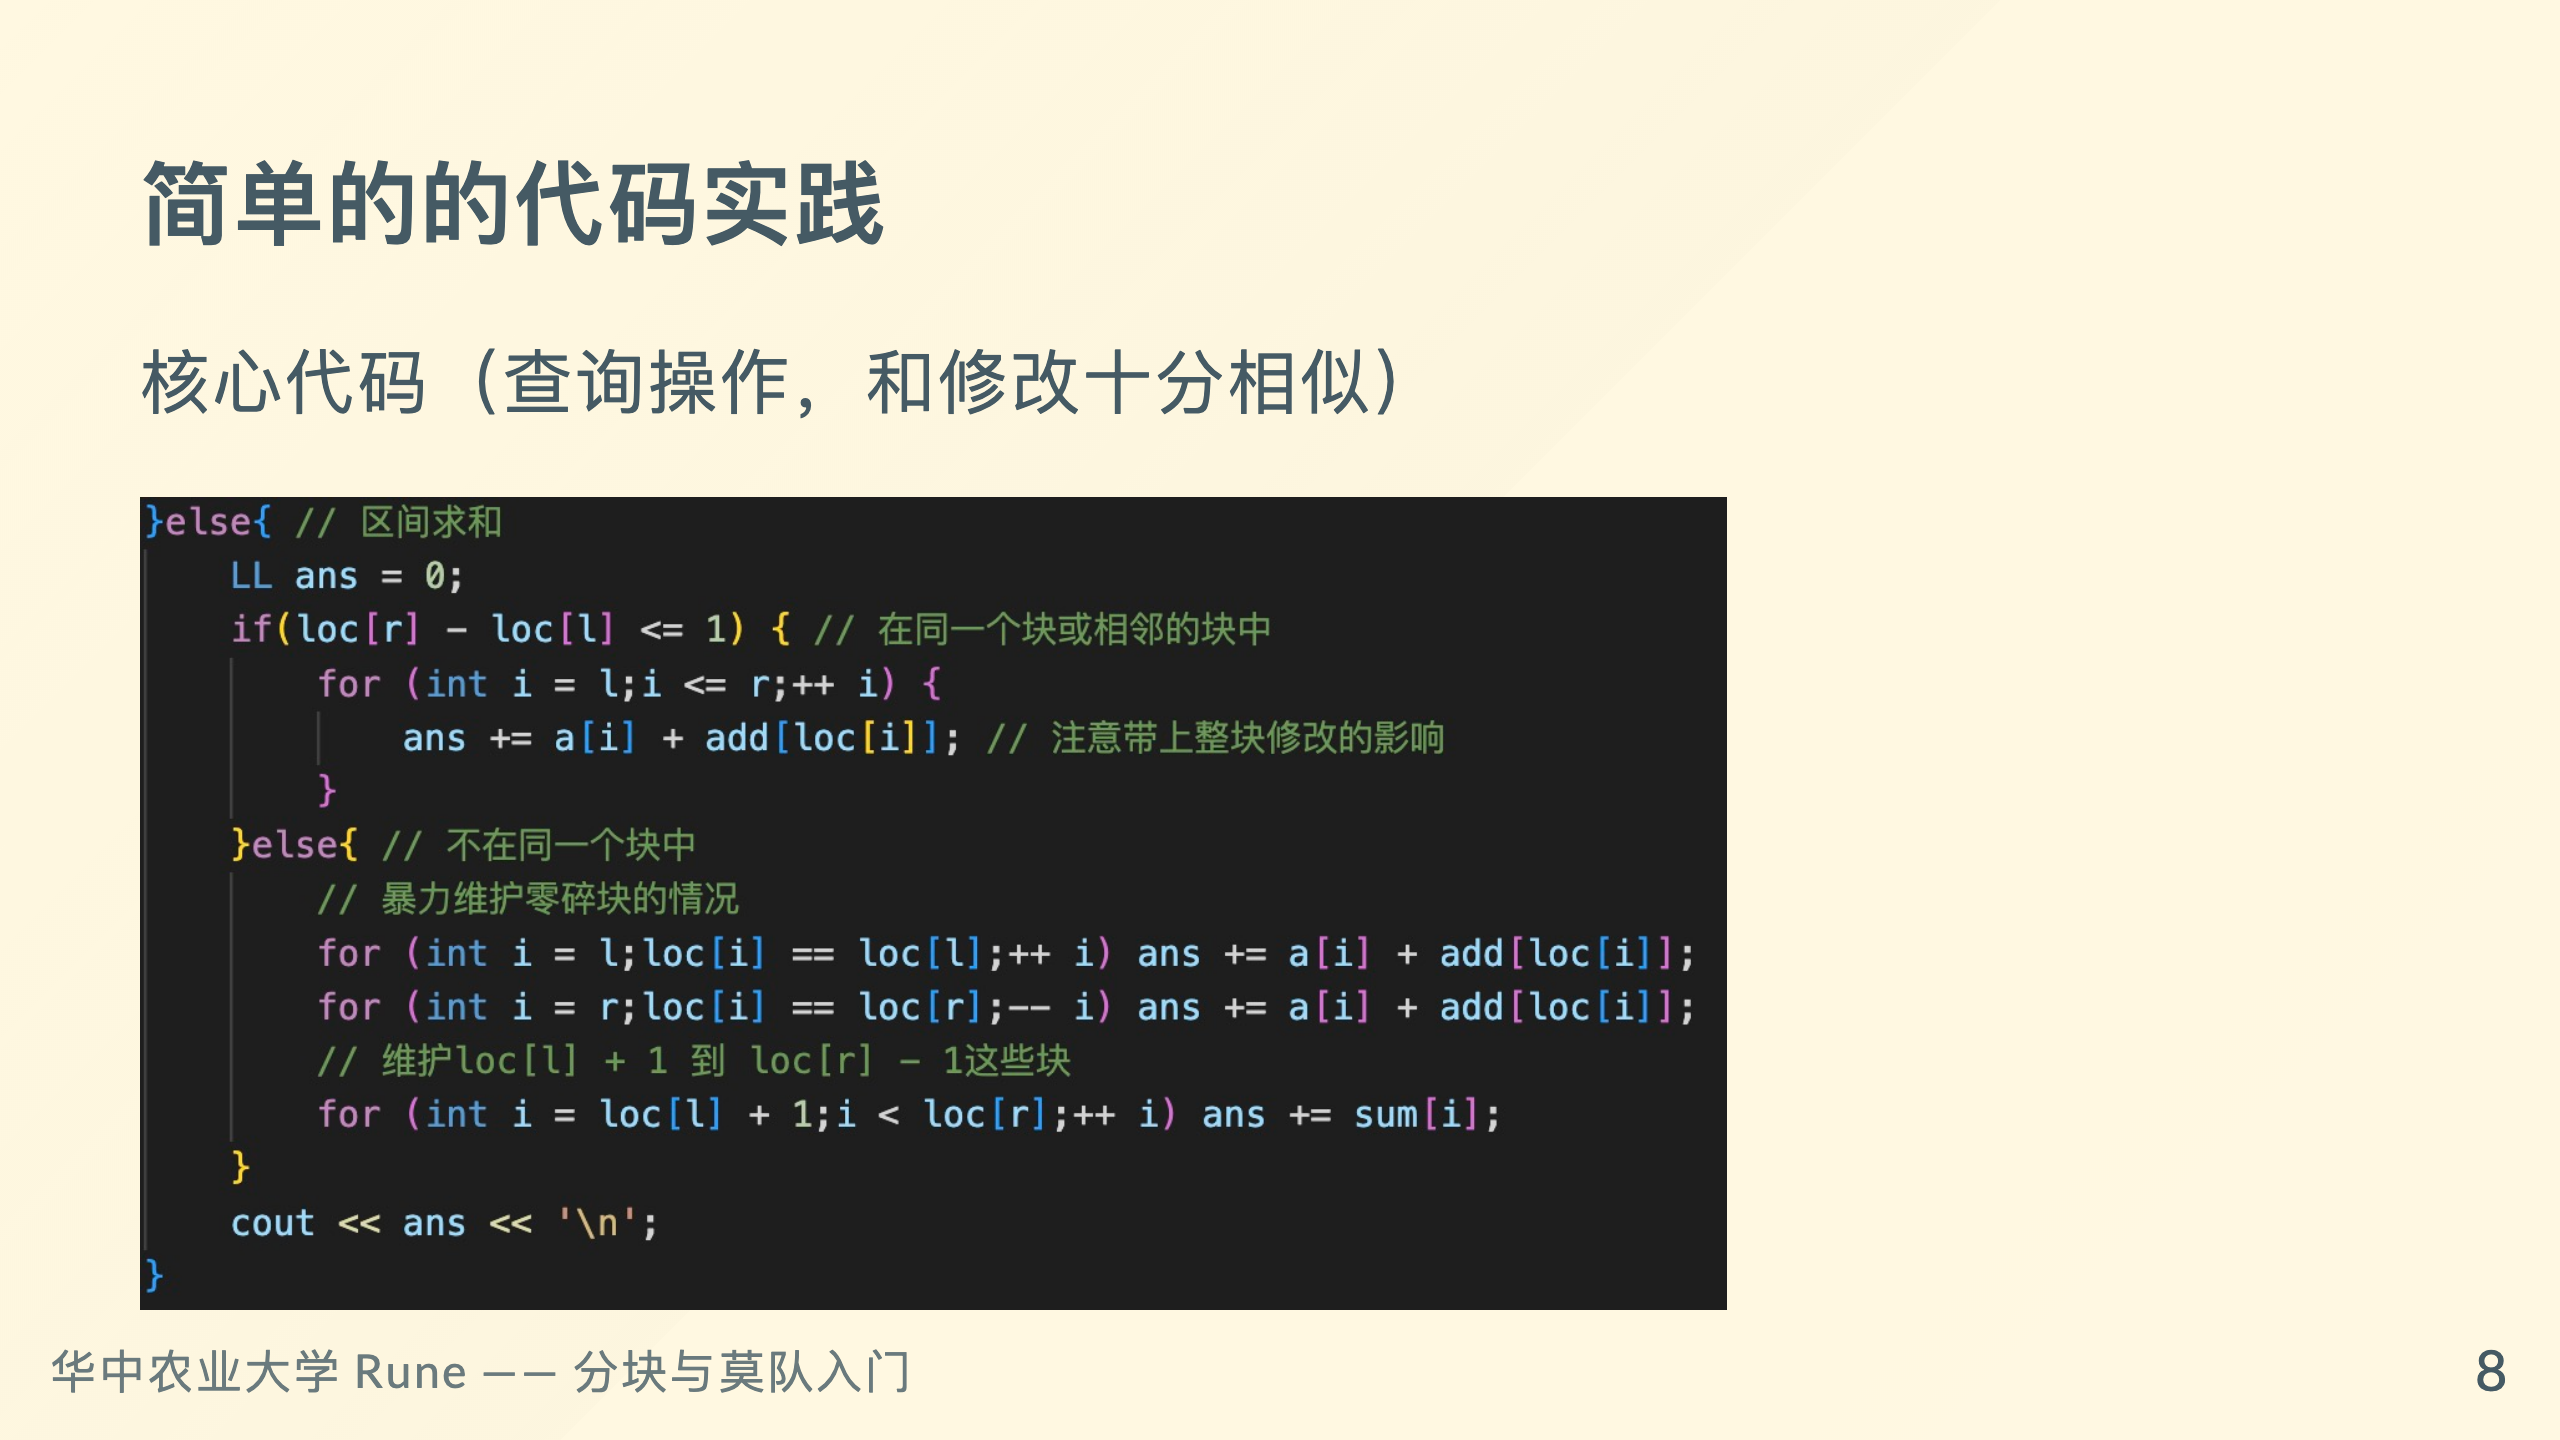 简单的的代码实践
核心代码（查询操作，和修改十分相似）
}else{ // 区间求和
    LL ans = 0;
    if(loc[r] - loc[l] <= 1) { // 在同一个块或相邻的块中
        for (int i = l;i <= r;++ i) {
            ans += a[i] + add[loc[i]]; // 注意带上整块修改的影响
        }
    }else{ // 不在同一个块中
        // 暴力维护零碎块的情况
        for (int i = l;loc[i] == loc[l];++ i) ans += a[i] + add[loc[i]];
        for (int i = r;loc[i] == loc[r];-- i) ans += a[i] + add[loc[i]];
        // 维护loc[l] + 1 到 loc[r] - 1这些块
        for (int i = loc[l] + 1;i < loc[r];++ i) ans += sum[i];
    }
    cout << ans << '\n';
}
华中农业大学 Rune —— 分块与莫队入门
8